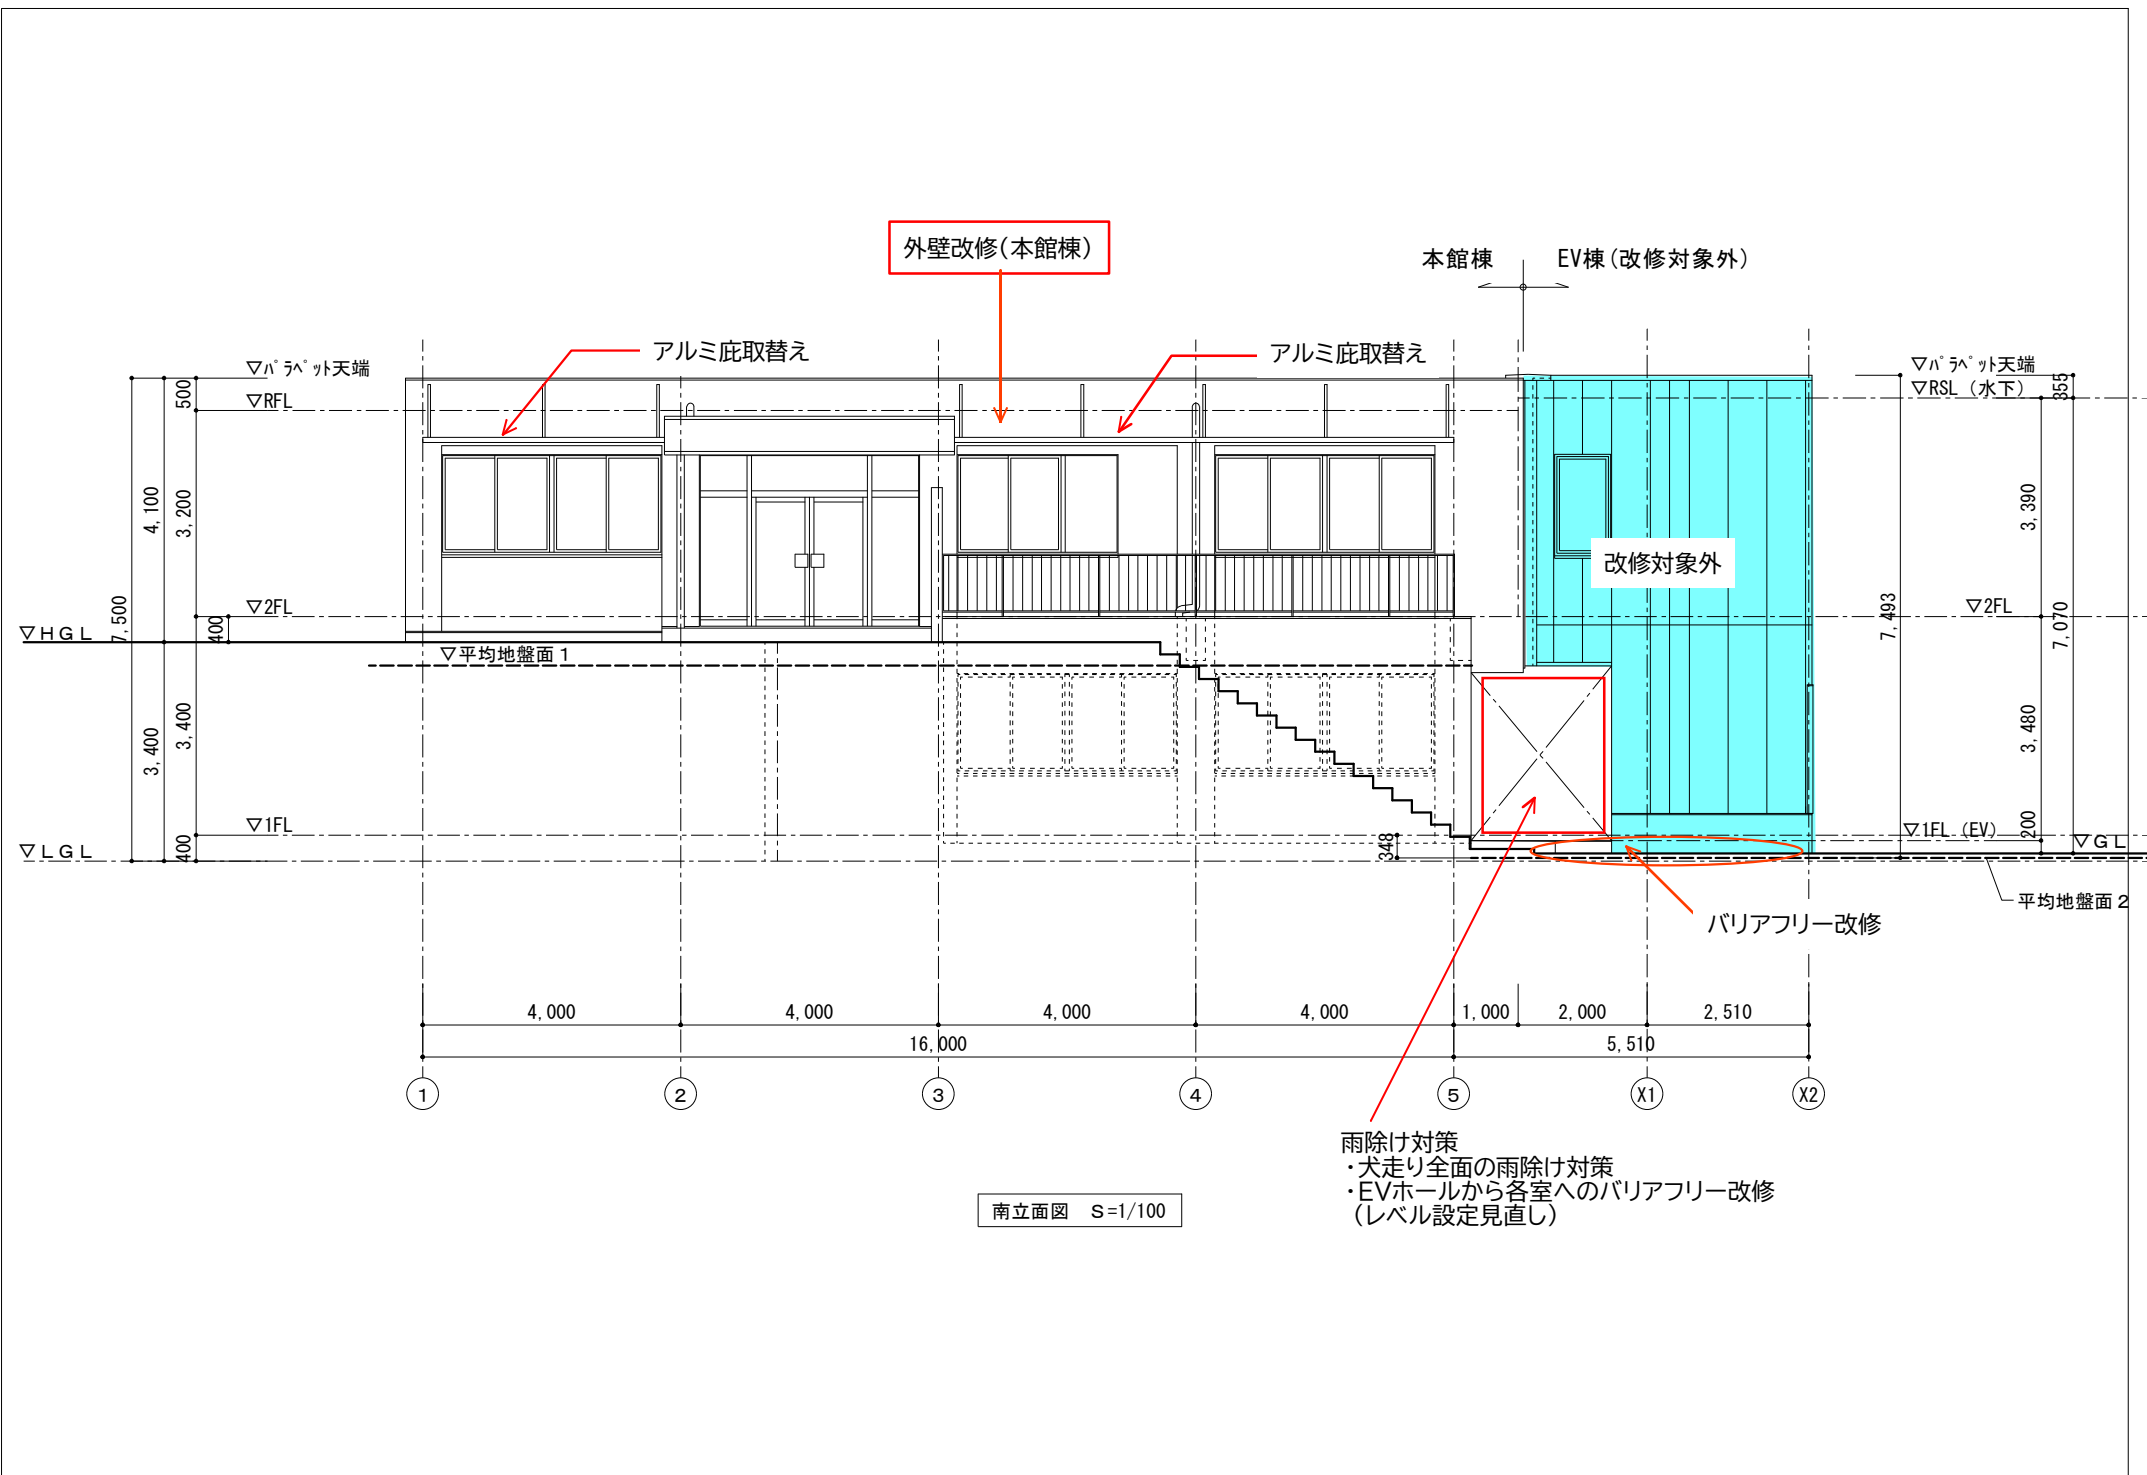 外壁改修(本館棟)
本館棟
EV棟(改修対象外)
アルミ庇取替え
アルミ庇取替え
▽パラペット天端
▽RFL
▽2FL
▽HGL
▽平均地盤面1
▽1FL
▽LGL
500
4,100
3,200
7,500
400
3,400
3,400
400
▽パラペット天端
▽RSL (水下)
355
3,390
改修対象外
▽2FL
7,493
7,070
3,480
▽1FL (EV)
200
▽GL
348
平均地盤面2
バリアフリー改修
4,000
4,000
4,000
4,000
1,000
2,000
2,510
16,000
5,510
1
2
3
4
5
X1
X2
雨除け対策
・犬走り全面の雨除け対策
・EVホールから各室へのバリアフリー改修
(レベル設定見直し)
南立面図 S=1/100